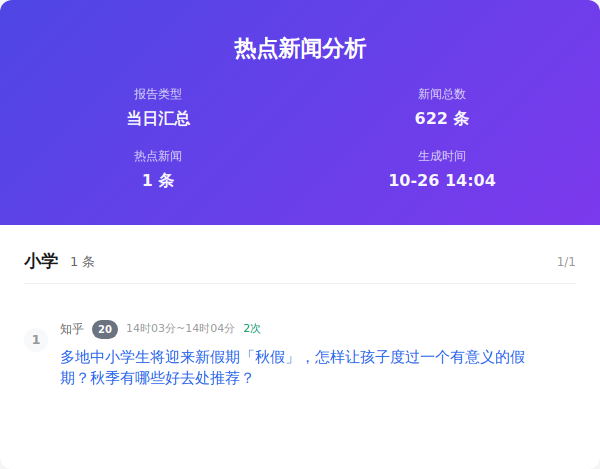 热点新闻分析
报告类型
新闻总数
当日汇总
622 条
热点新闻
生成时间
1 条
10-26 14:04
小学 1 条 1/1
1 知乎 20 14时03分~14时04分 2次
多地中小学生将迎来新假期「秋假」，怎样让孩子度过一个有意义的假
期？秋季有哪些好去处推荐？